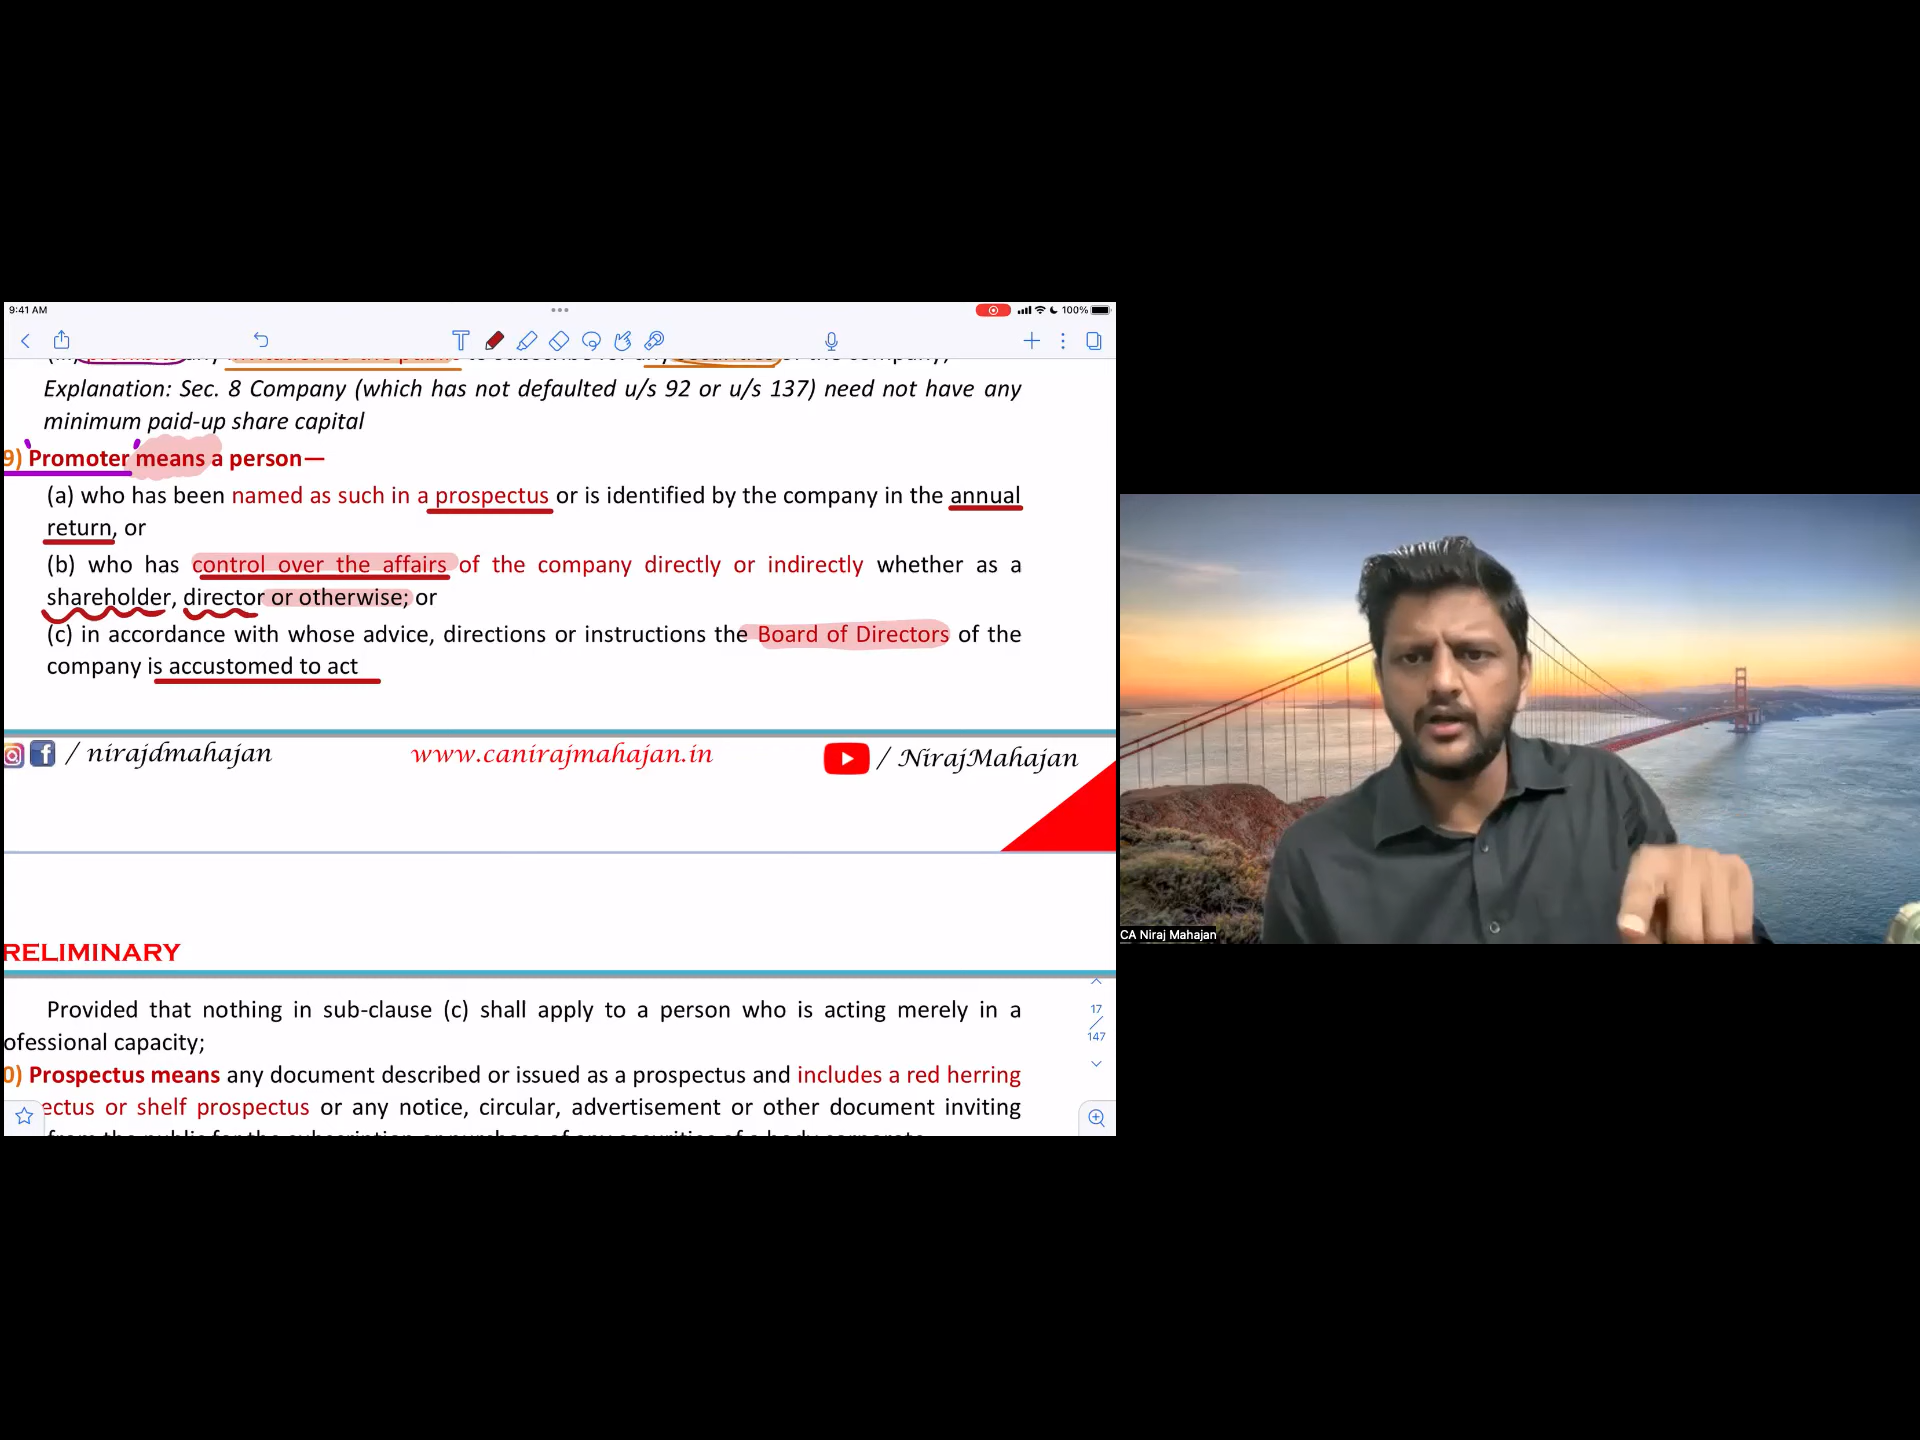 9:41 AM
100%
Explanation: Sec. 8 Company (which has not defaulted u/s 92 or u/s 137) need not have any
minimum paid-up share capital
9) Promoter means a person—
(a) who has been named as such in a prospectus or is identified by the company in the annual
return, or
(b) who has control over the affairs of the company directly or indirectly whether as a
shareholder, director or otherwise; or
(c) in accordance with whose advice, directions or instructions the Board of Directors of the
company is accustomed to act
/ nirajdmahajan
www.canirajmahajan.in
/ NirajMahajan
CA Niraj Mahajan
RELIMINARY
Provided that nothing in sub-clause (c) shall apply to a person who is acting merely in a
ofessional capacity;
17
147
0) Prospectus means any document described or issued as a prospectus and includes a red herring
ectus or shelf prospectus or any notice, circular, advertisement or other document inviting